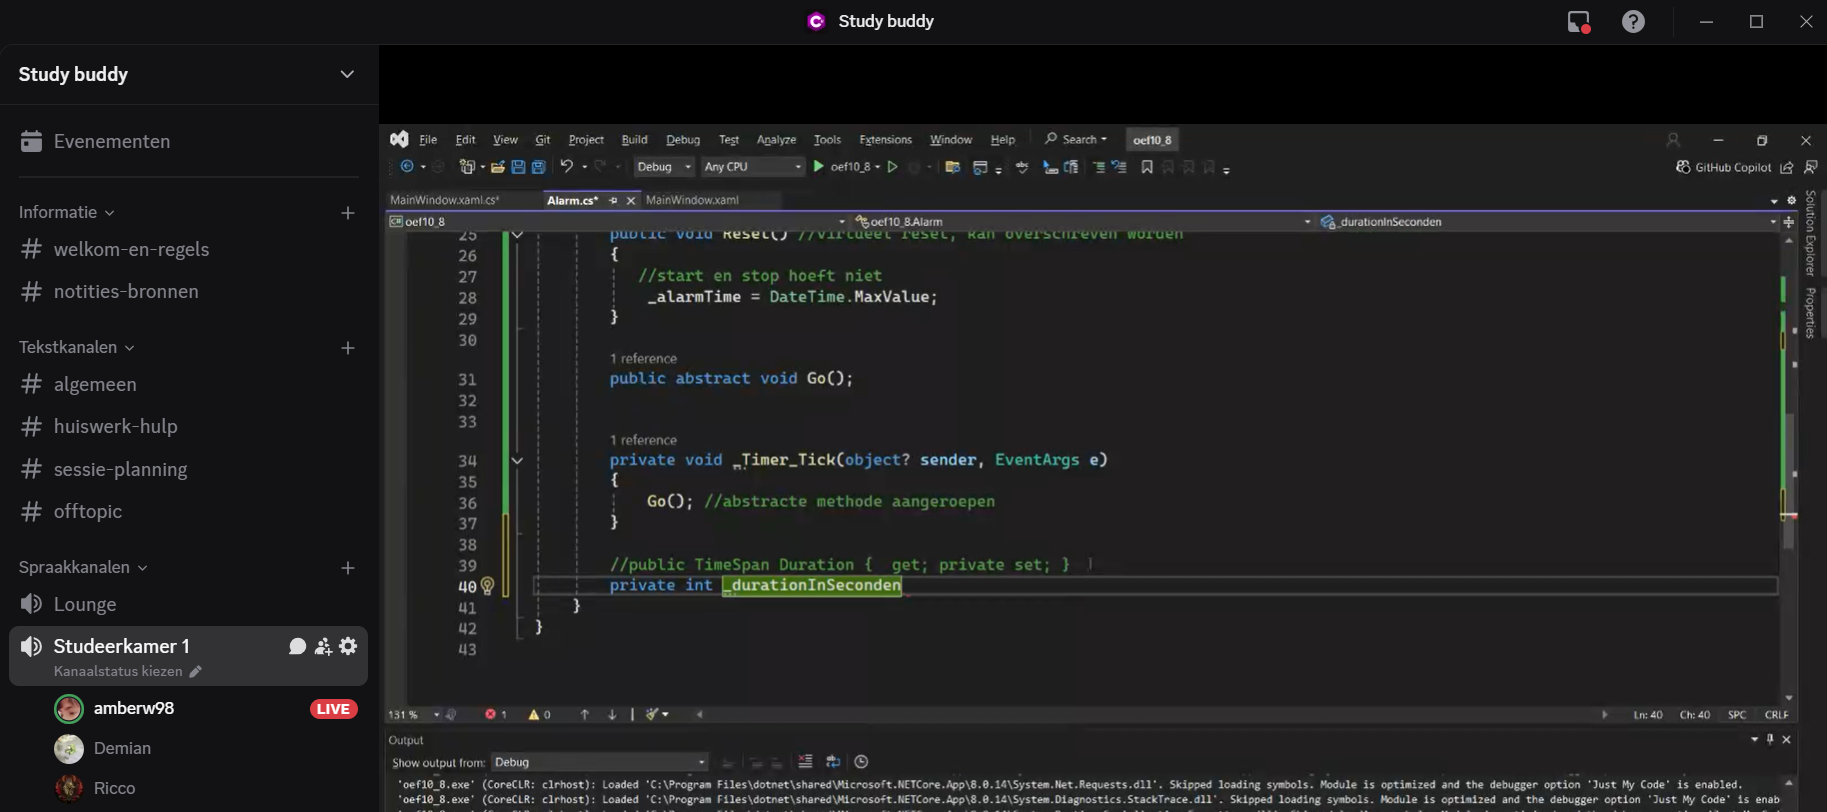 Study buddy
Study buddy
Evenementen
Informatie
# welkom-en-regels
# notities-bronnen
Tekstkanalen
# algemeen
# huiswerk-hulp
# sessie-planning
# offtopic
Spraakkanalen
Lounge
Studeerkamer 1
Kanaalstatus kiezen
amberw98 LIVE
Demian
Ricco
File Edit View Git Project Build Debug Test Analyze Tools Extensions Window Help Search oef10_8
Debug Any CPU oef10_8 GitHub Copilot
MainWindow.xaml.cs* Alarm.cs* MainWindow.xaml
oef10_8 oef10_8.Alarm _durationInSeconden
25 public void Reset() //virtueel reset, kan overschreven worden
26 {
27 //start en stop hoeft niet
28 _alarmTime = DateTime.MaxValue;
29 }
30
1 reference
31 public abstract void Go();
32
33
1 reference
34 private void _Timer_Tick(object? sender, EventArgs e)
35 {
36 Go(); //abstracte methode aangeroepen
37 }
38
39 //public TimeSpan Duration { get; private set; }
40 private int _durationInSeconden
41 }
42 }
43
131 % 1 0 Ln: 40 Ch: 40 SPC CRLF
Solution Explorer
Properties
Output
Show output from: Debug
'oef10_8.exe' (CoreCLR: clrhost): Loaded 'C:\Program Files\dotnet\shared\Microsoft.NETCore.App\8.0.14\System.Net.Requests.dll'. Skipped loading symbols. Module is optimized and the debugger option 'Just My Code' is enabled.
'oef10_8.exe' (CoreCLR: clrhost): Loaded 'C:\Program Files\dotnet\shared\Microsoft.NETCore.App\8.0.14\System.Diagnostics.StackTrace.dll'. Skipped loading symbols. Module is optimized and the debugger option 'Just My Code' is enab